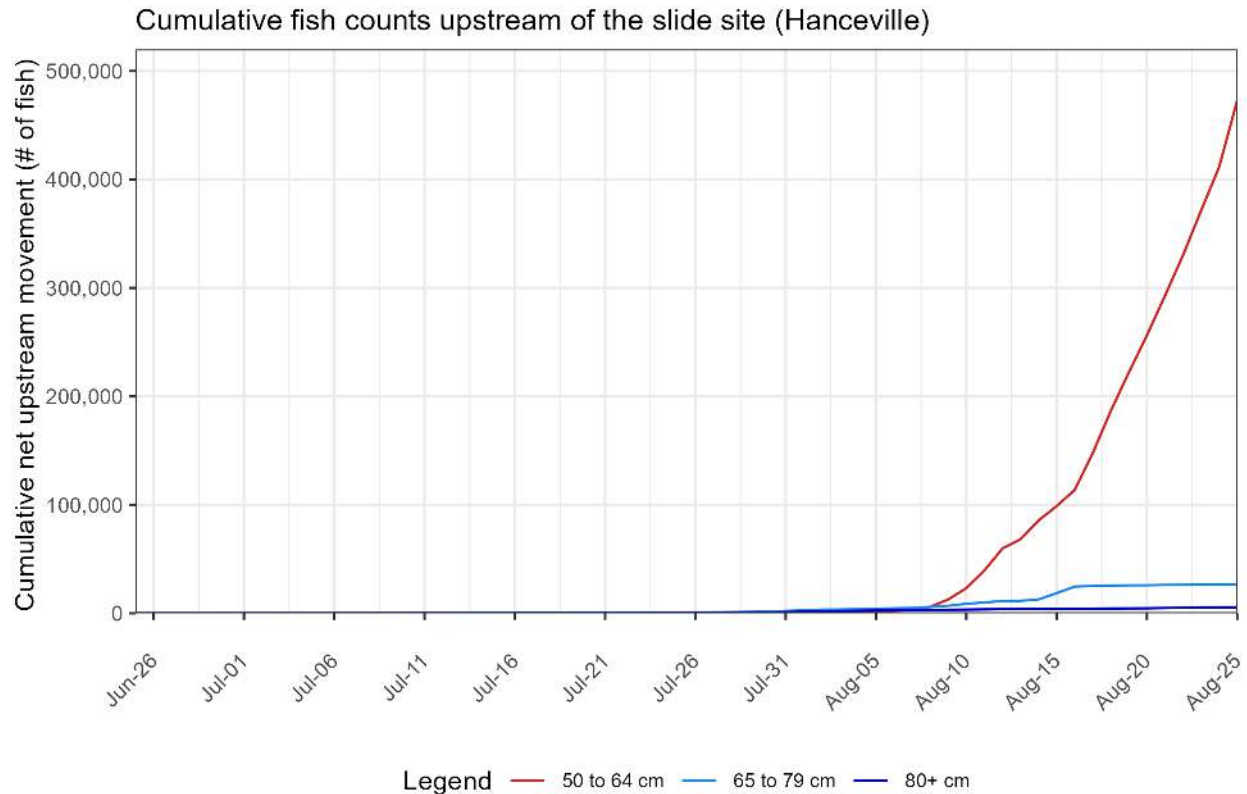 Cumulative fish counts upstream of the slide site (Hanceville)
Cumulative net upstream movement (# of fish)
500,000
400,000
300,000
200,000
100,000
0
Jun-26
Jul-01
Jul-06
Jul-11
Jul-16
Jul-21
Jul-26
Jul-31
Aug-05
Aug-10
Aug-15
Aug-20
Aug-25
Legend 50 to 64 cm 65 to 79 cm 80+ cm